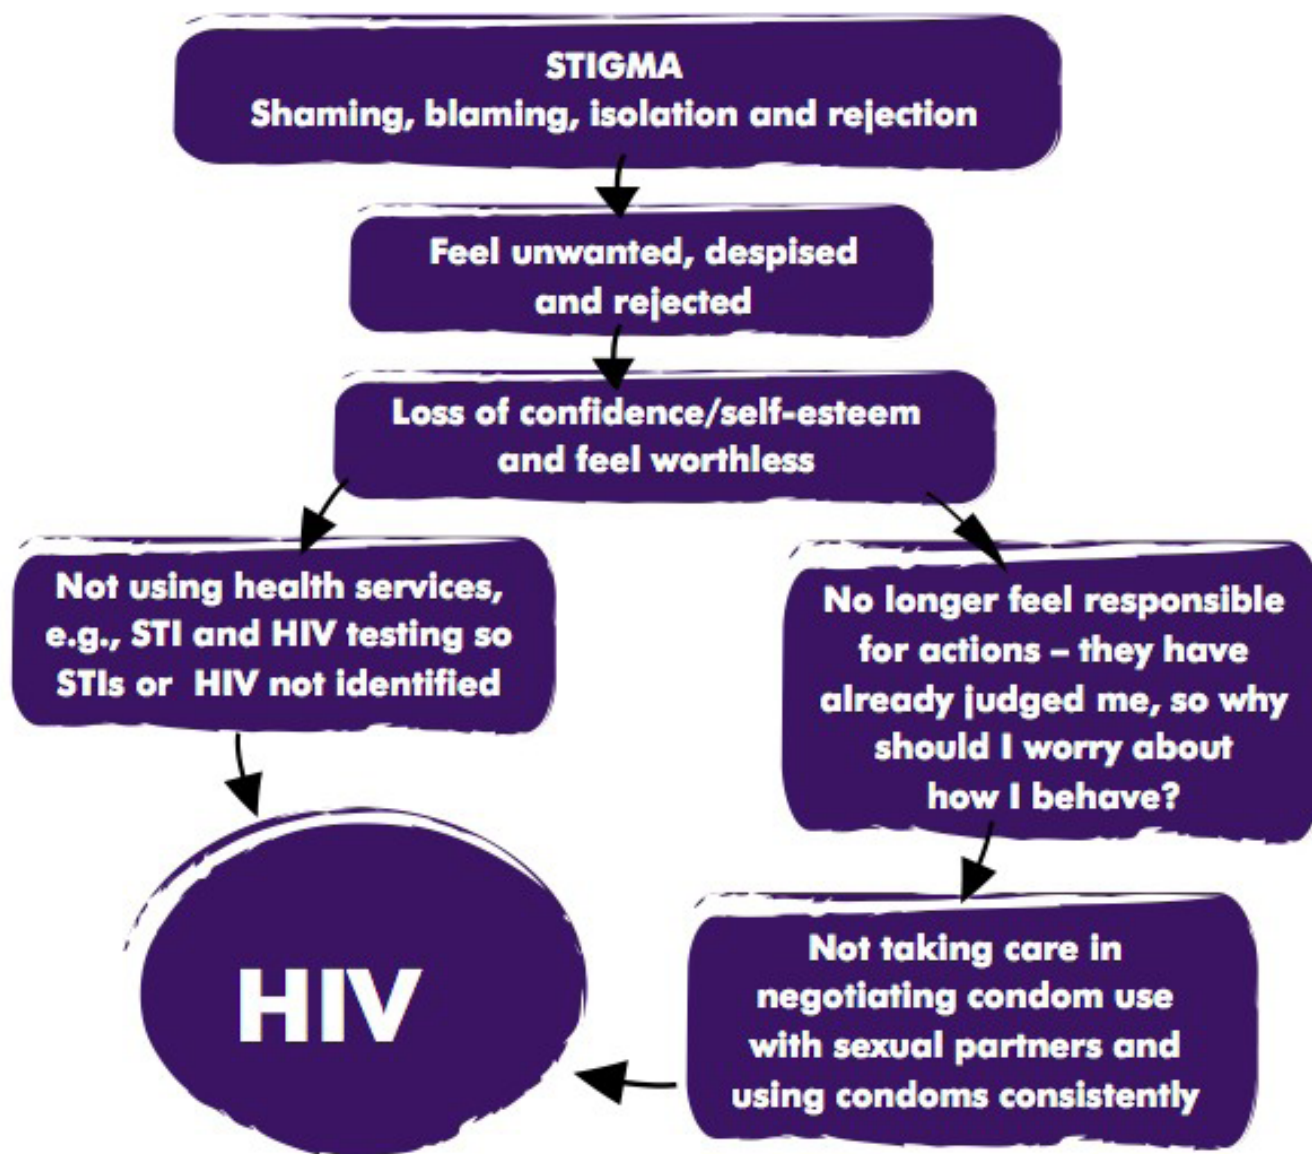 STIGMA
Shaming, blaming, isolation and rejection
Feel unwanted, despised
and rejected
Loss of confidence/self-esteem
and feel worthless
Not using health services,
e.g., STI and HIV testing so
STIs or HIV not identified
No longer feel responsible
for actions – they have
already judged me, so why
should I worry about
how I behave?
Not taking care in
negotiating condom use
with sexual partners and
using condoms consistently
HIV